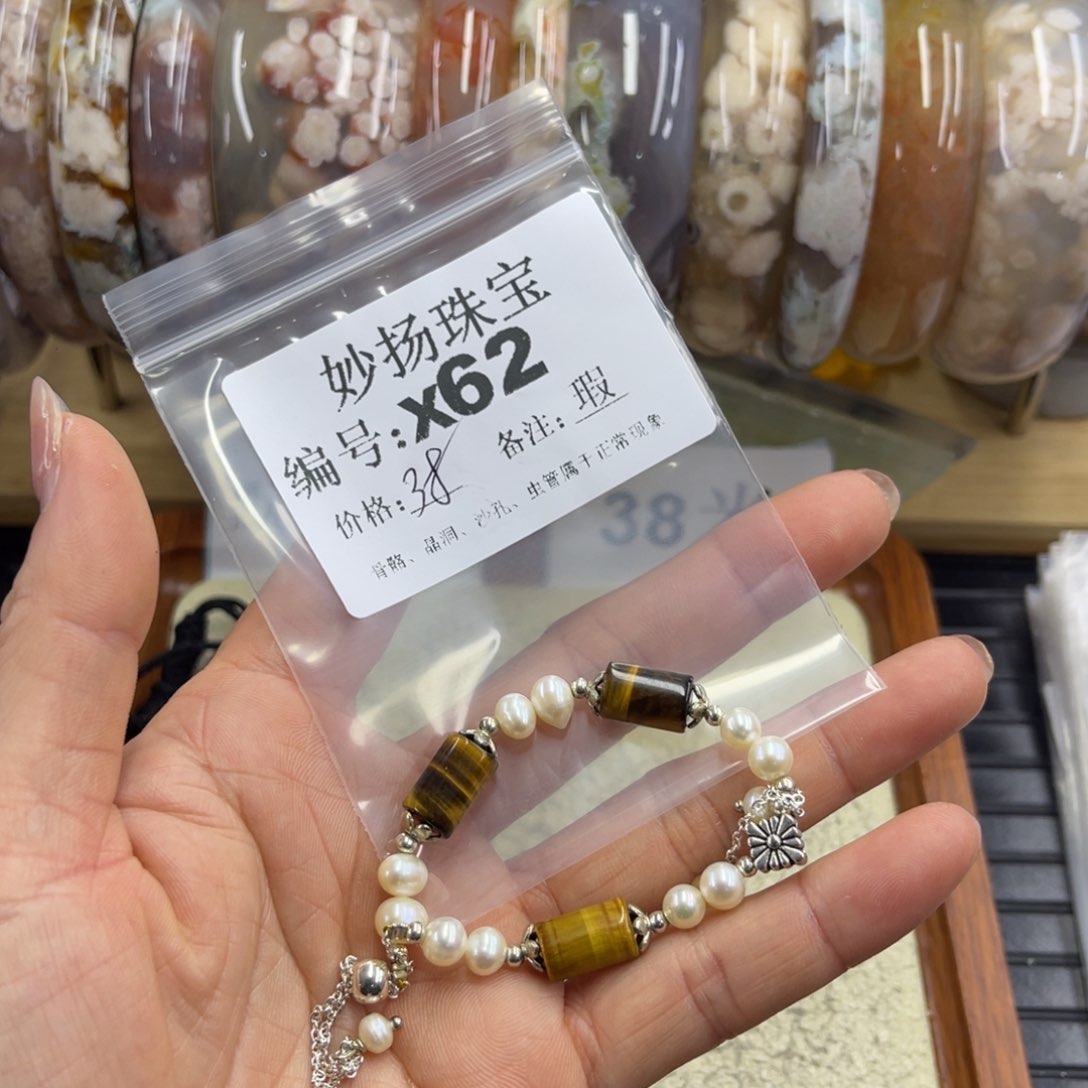 妙扬珠宝
编号:x62
价格:38 备注:瑕
骨骼、晶洞、沙孔、虫管属于正常现象
38